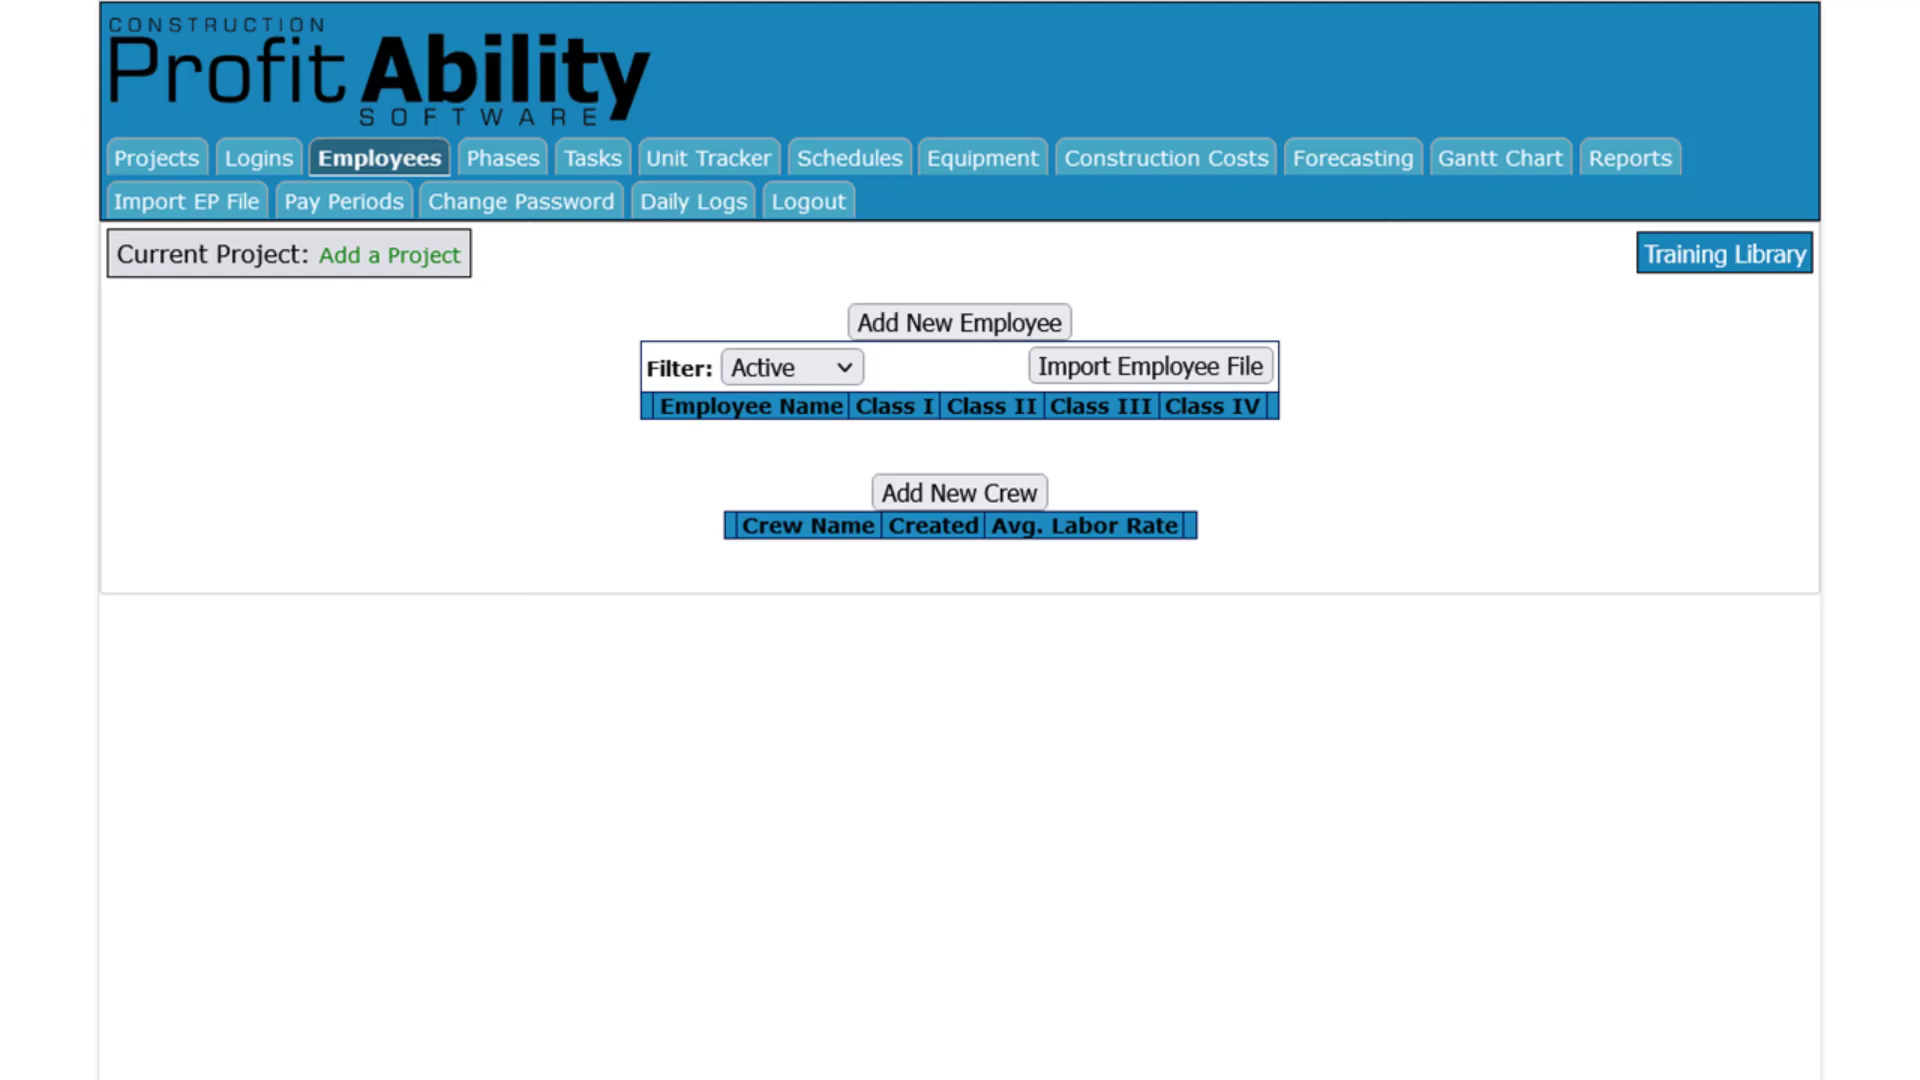 CONSTRUCTION
Profit Ability
SOFTWARE
Projects Logins Employees Phases Tasks Unit Tracker Schedules Equipment Construction Costs Forecasting Gantt Chart Reports
Import EP File Pay Periods Change Password Daily Logs Logout
Current Project: Add a Project Training Library
Add New Employee
Filter: Active Import Employee File
Employee Name Class I Class II Class III Class IV
Add New Crew
Crew Name Created Avg. Labor Rate